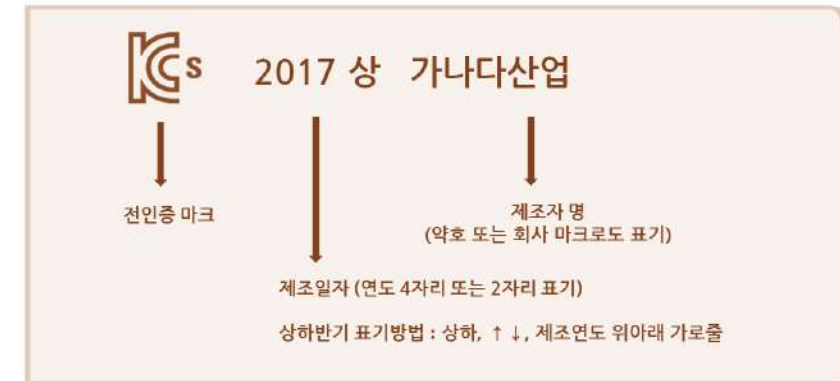 KCs 2017 상 가나다산업
전인증 마크
제조자 명
(약호 또는 회사 마크로도 표기)
제조일자 (연도 4자리 또는 2자리 표기)
상하반기 표기방법 : 상하, ↑ ↓, 제조연도 위아래 가로줄